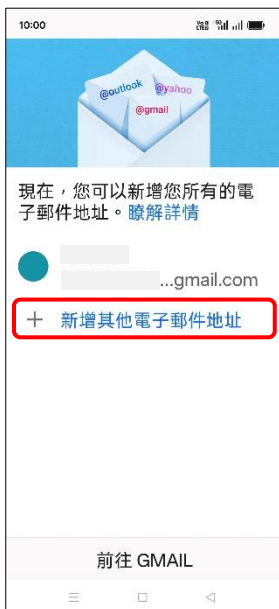 10:00
@outlook @yahoo
@gmail
現在，您可以新增您所有的電
子郵件地址。瞭解詳情
...gmail.com
新增其他電子郵件地址
前往 GMAIL